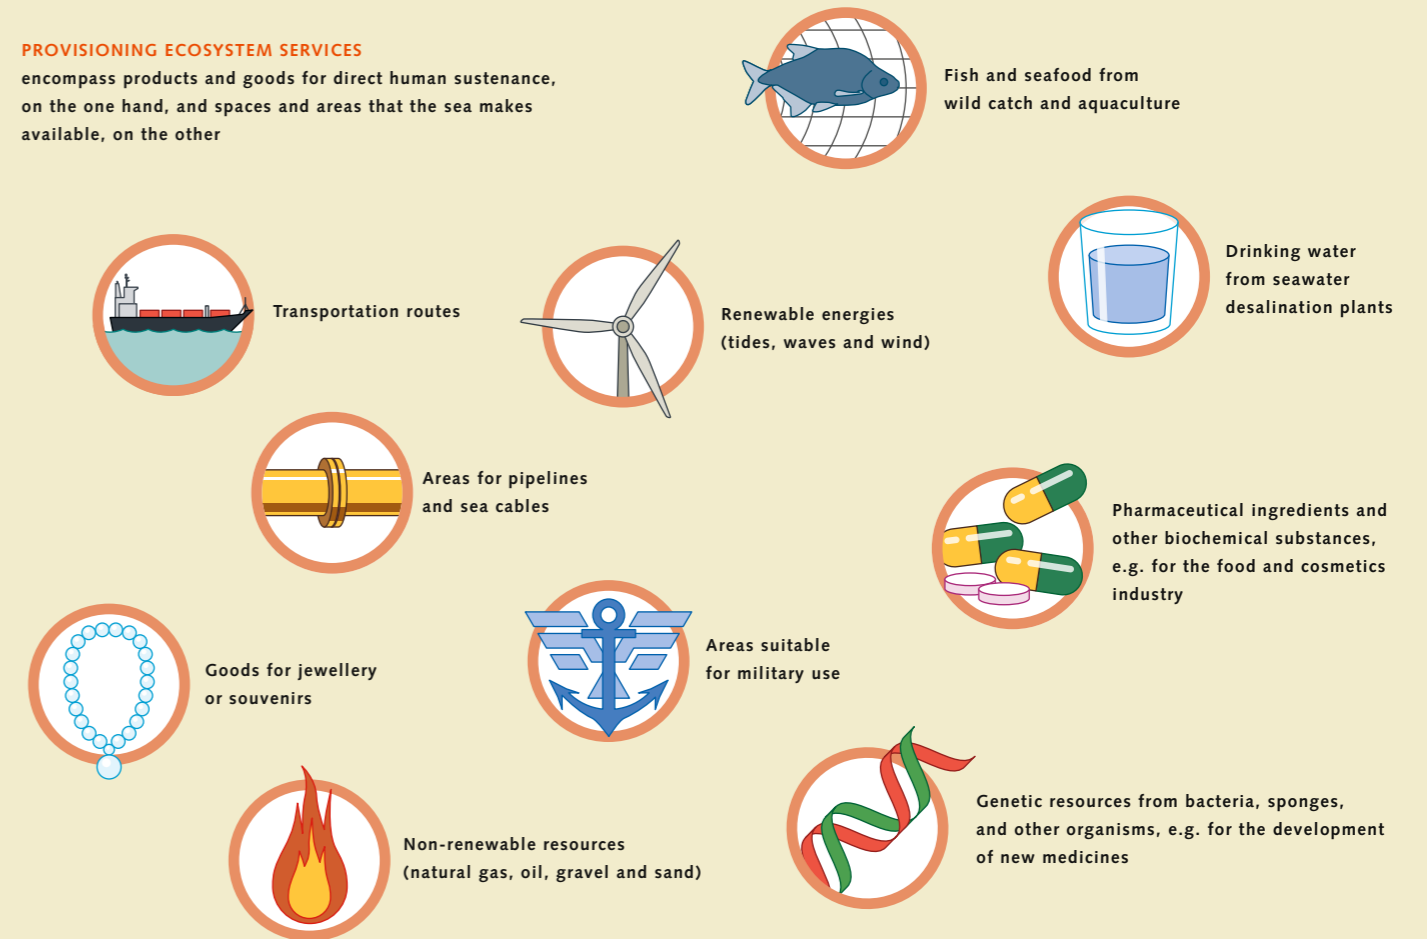 PROVISIONING ECOSYSTEM SERVICES
encompass products and goods for direct human sustenance,
on the one hand, and spaces and areas that the sea makes
available, on the other
Fish and seafood from
wild catch and aquaculture
Drinking water
from seawater
desalination plants
Transportation routes
Renewable energies
(tides, waves and wind)
Areas for pipelines
and sea cables
Pharmaceutical ingredients and
other biochemical substances,
e.g. for the food and cosmetics
industry
Goods for jewellery
or souvenirs
Areas suitable
for military use
Genetic resources from bacteria, sponges,
and other organisms, e.g. for the development
of new medicines
Non-renewable resources
(natural gas, oil, gravel and sand)